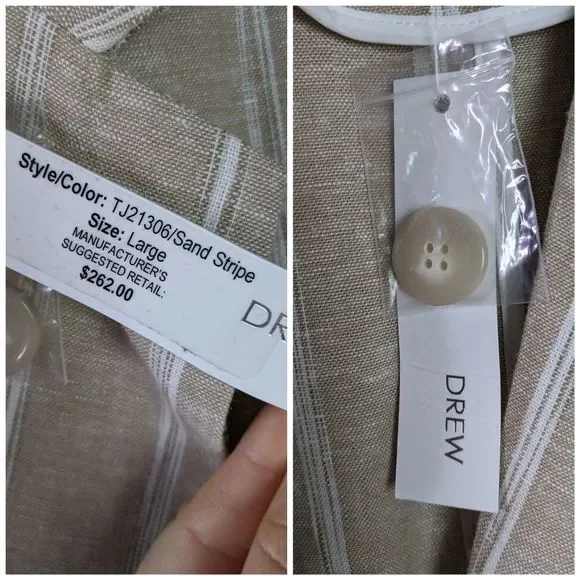 Style/Color: TJ21306/Sand Stripe
Size: Large
MANUFACTURER'S
SUGGESTED RETAIL:
$262.00
DR
DREW